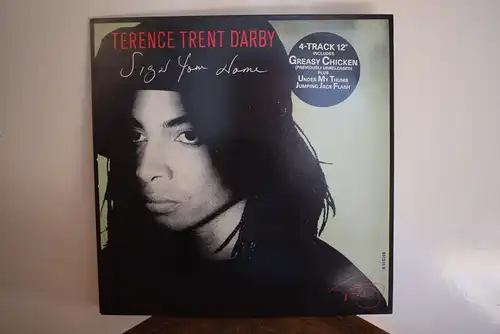 TERENCE TRENT D'ARBY
Sign Your Name
4-TRACK 12"
INCLUDES
GREASY CHICKEN
(PREVIOUSLY UNRELEASED)
PLUS
UNDER MY THUMB
JUMPING JACK FLASH